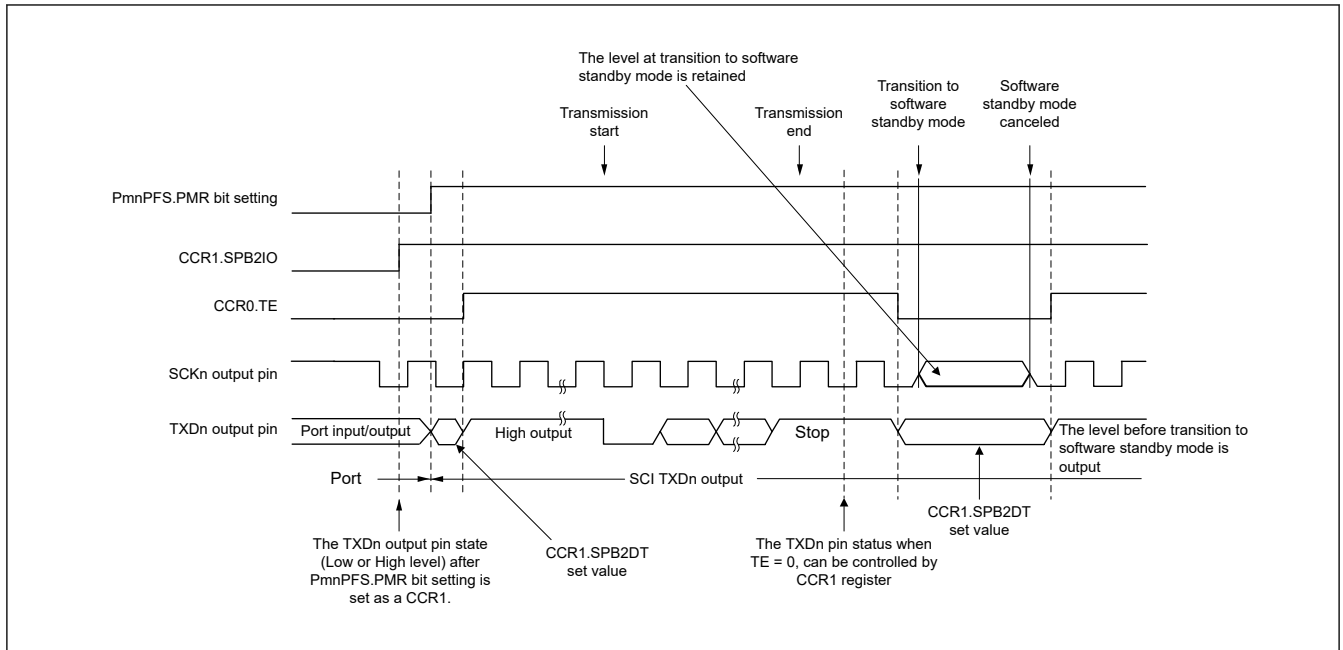 The level at transition to software
standby mode is retained
Transition to
software
standby mode
Software
standby mode
canceled
Transmission
start
Transmission
end
PmnPFS.PMR bit setting
CCR1.SPB2IO
CCR0.TE
SCKn output pin
TXDn output pin
Port input/output
High output
Stop
The level before transition to
software standby mode is
output
Port
SCI TXDn output
CCR1.SPB2DT
set value
The TXDn output pin state
(Low or High level) after
PmnPFS.PMR bit setting is
set as a CCR1.
CCR1.SPB2DT
set value
The TXDn pin status when
TE = 0, can be controlled by
CCR1 register